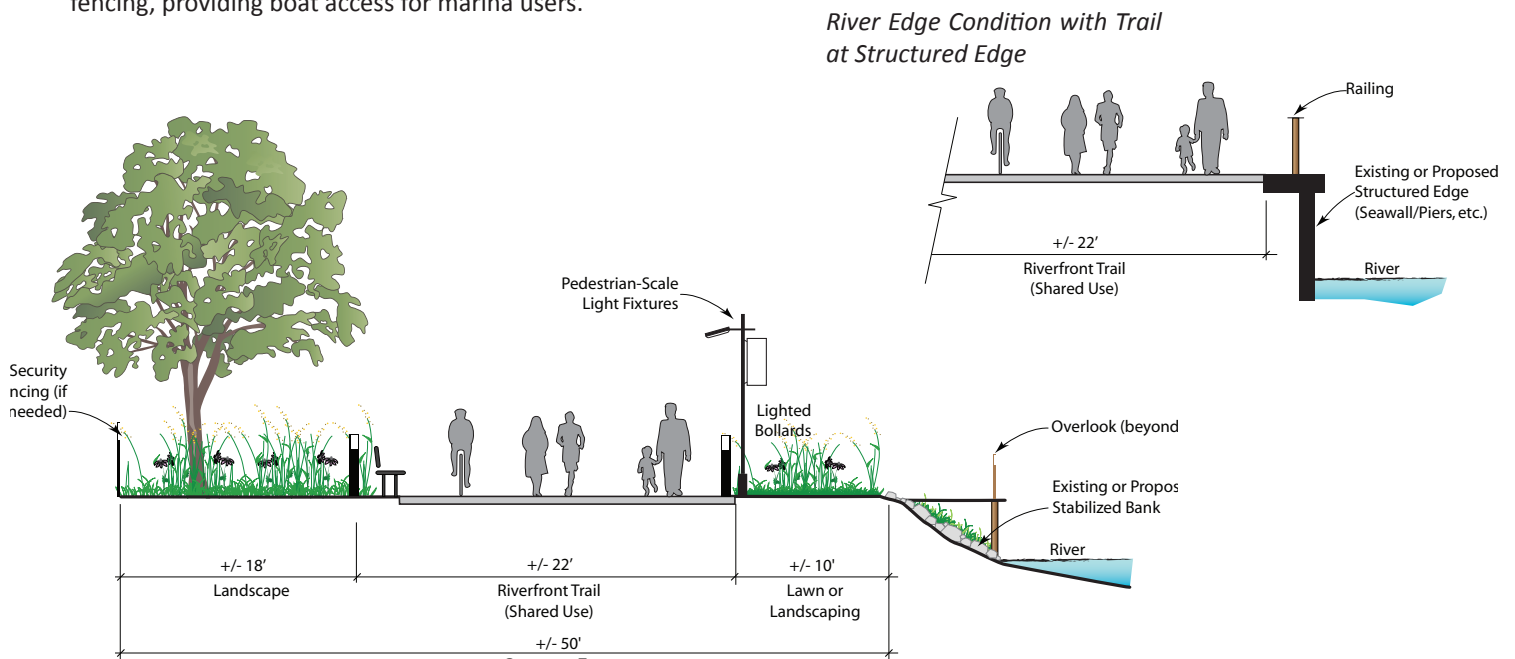 fencing, providing boat access for marina users.
River Edge Condition with Trail
at Structured Edge
Railing
Existing or Proposed
Structured Edge
(Seawall/Piers, etc.)
+/- 22'
Riverfront Trail
(Shared Use)
River
Pedestrian-Scale
Light Fixtures
Security
ncing (if
needed)
Lighted
Bollards
Overlook (beyond
Existing or Propos
Stabilized Bank
River
+/- 18'
Landscape
+/- 22'
Riverfront Trail
(Shared Use)
+/- 10'
Lawn or
Landscaping
+/- 50'